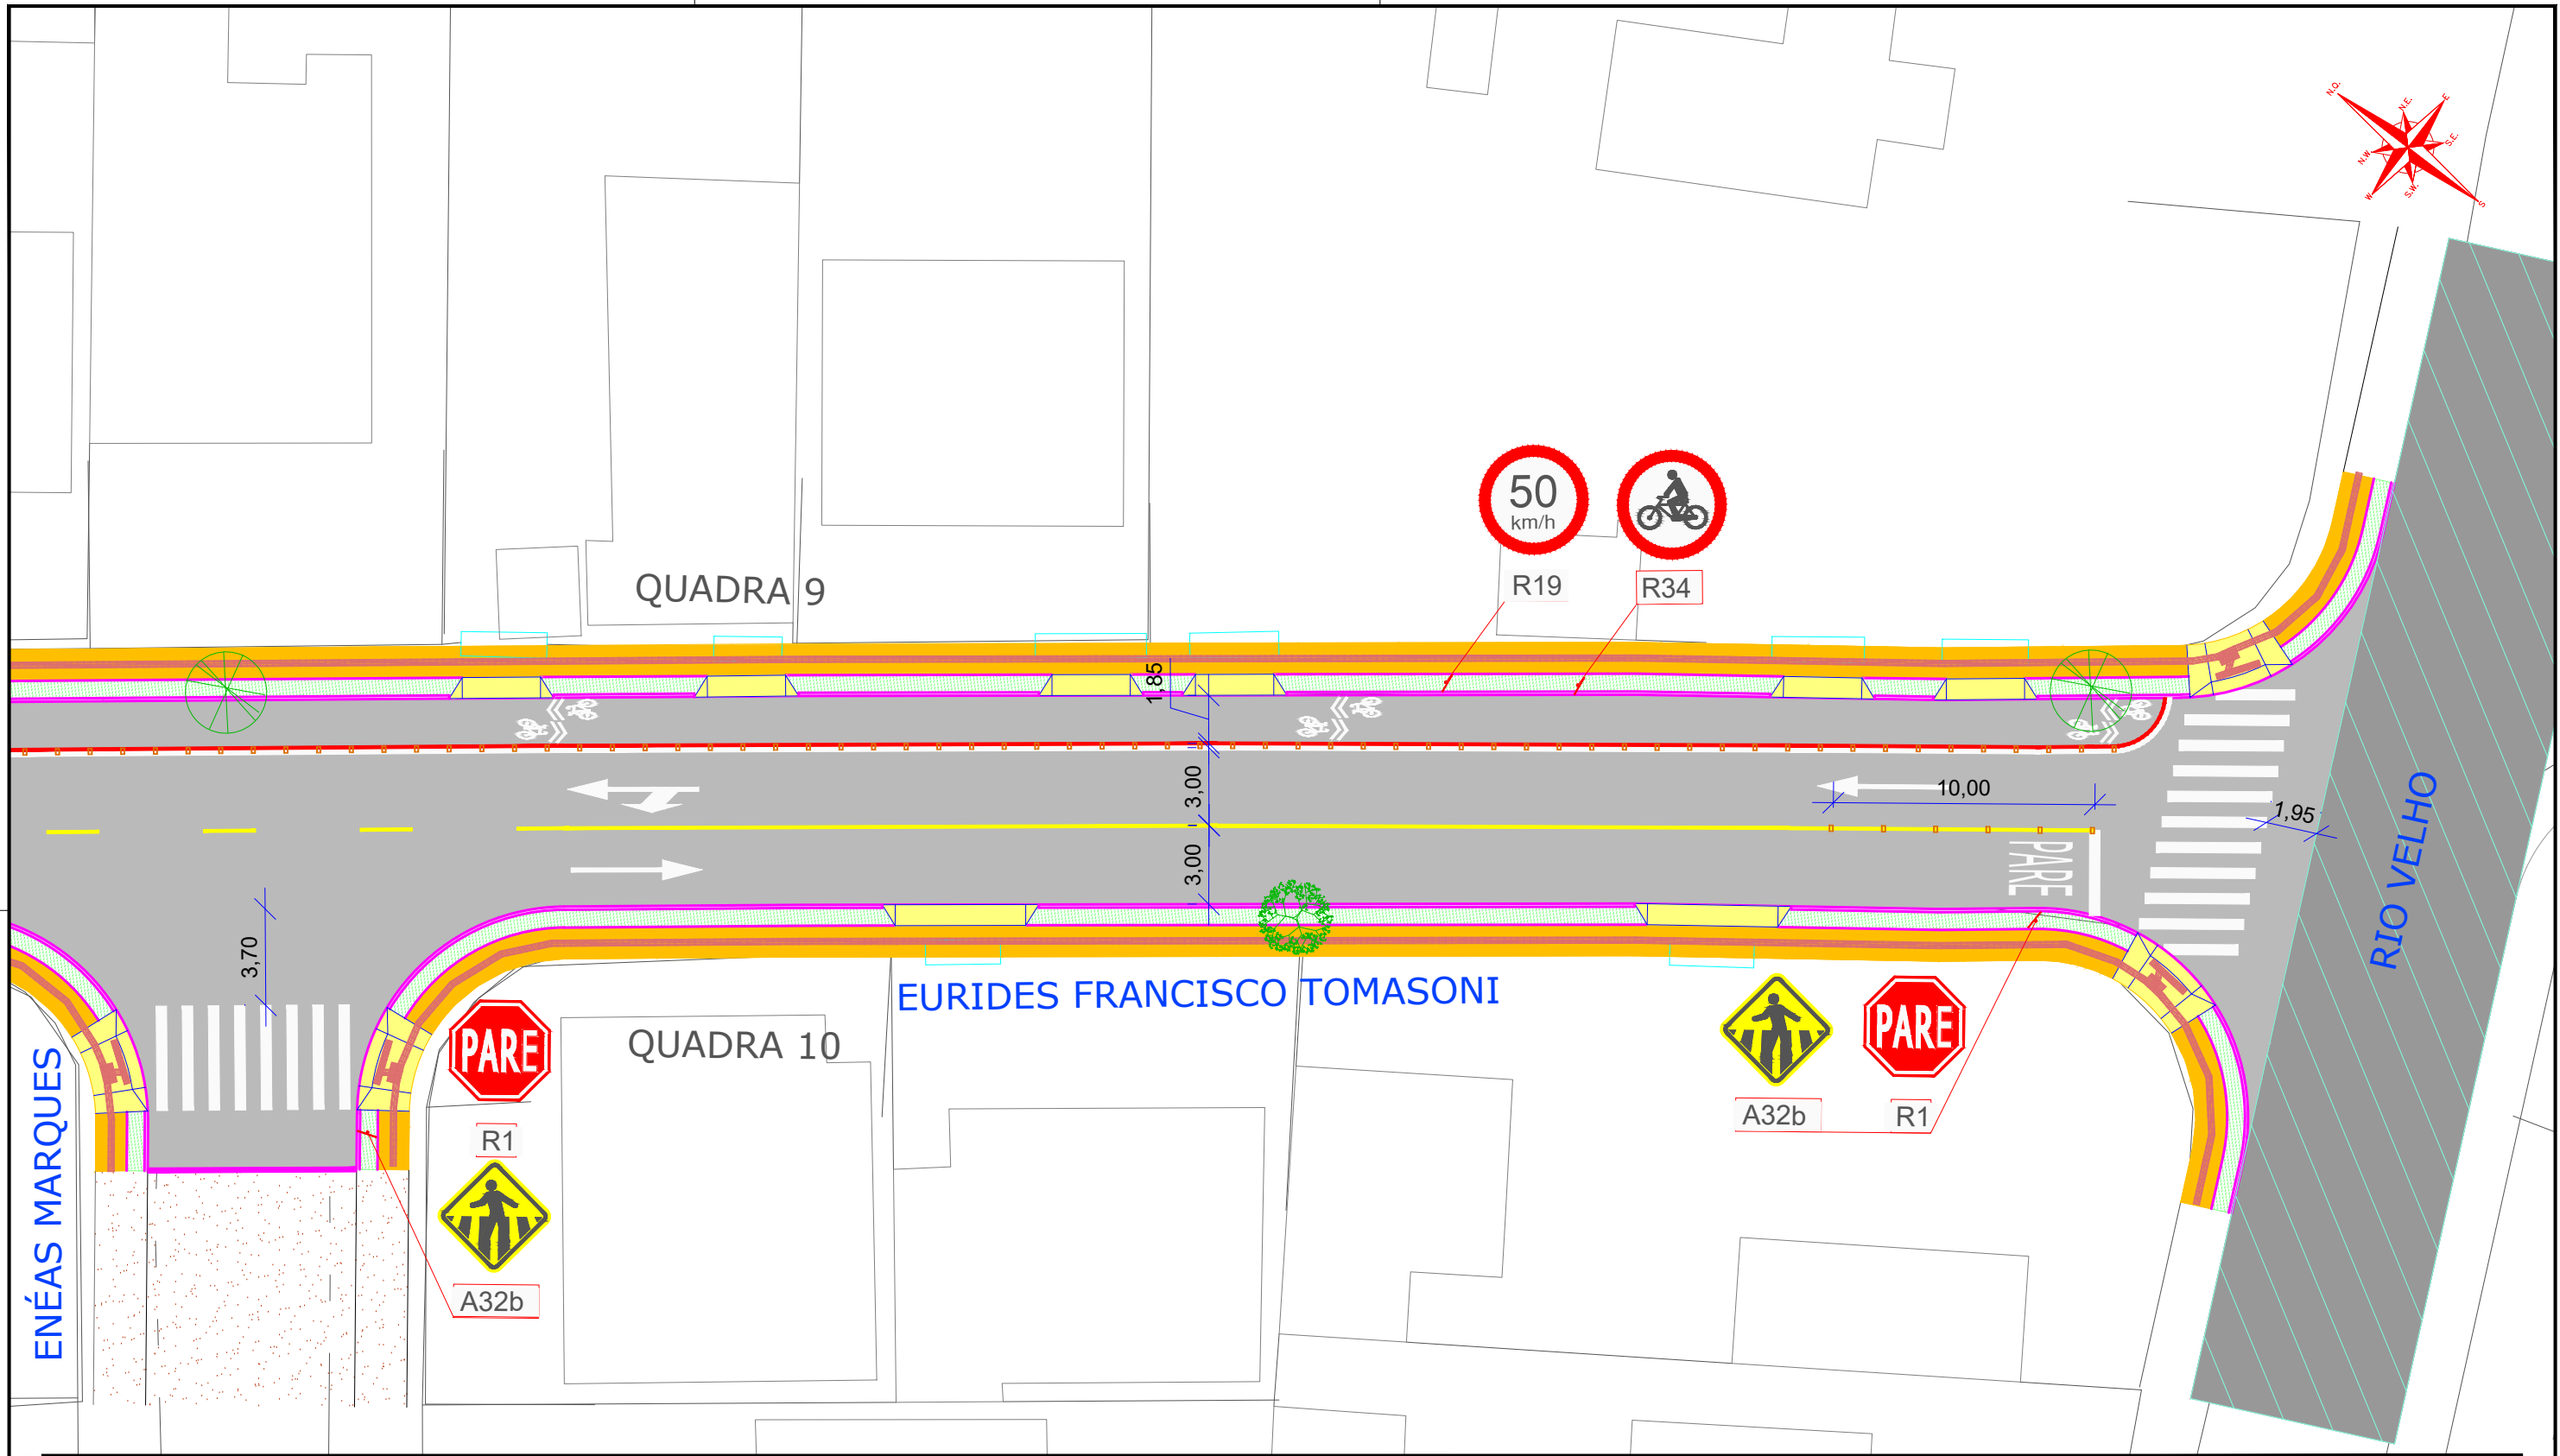 N.O.
N.E.
E
S.E.
N.W.
W
S.W.
S
50
km/h
R19
R34
QUADRA 9
1,85
3,00
10,00
1,95
3,00
PARE
RIO VELHO
3,70
EURIDES FRANCISCO TOMASONI
PARE
QUADRA 10
PARE
A32b
R1
R1
ENÉAS MARQUES
A32b